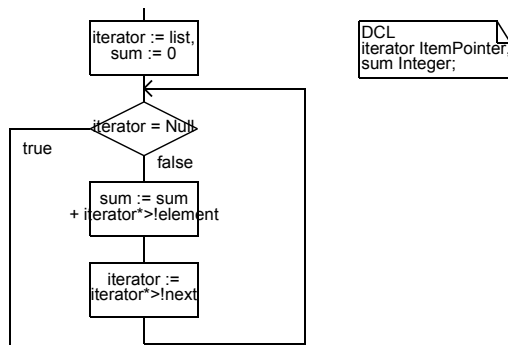 iterator := list,
sum := 0
DCL
iterator ItemPointer,
sum Integer;
iterator = Null
true
false
sum := sum
+ iterator*>!element
iterator :=
iterator*>!next